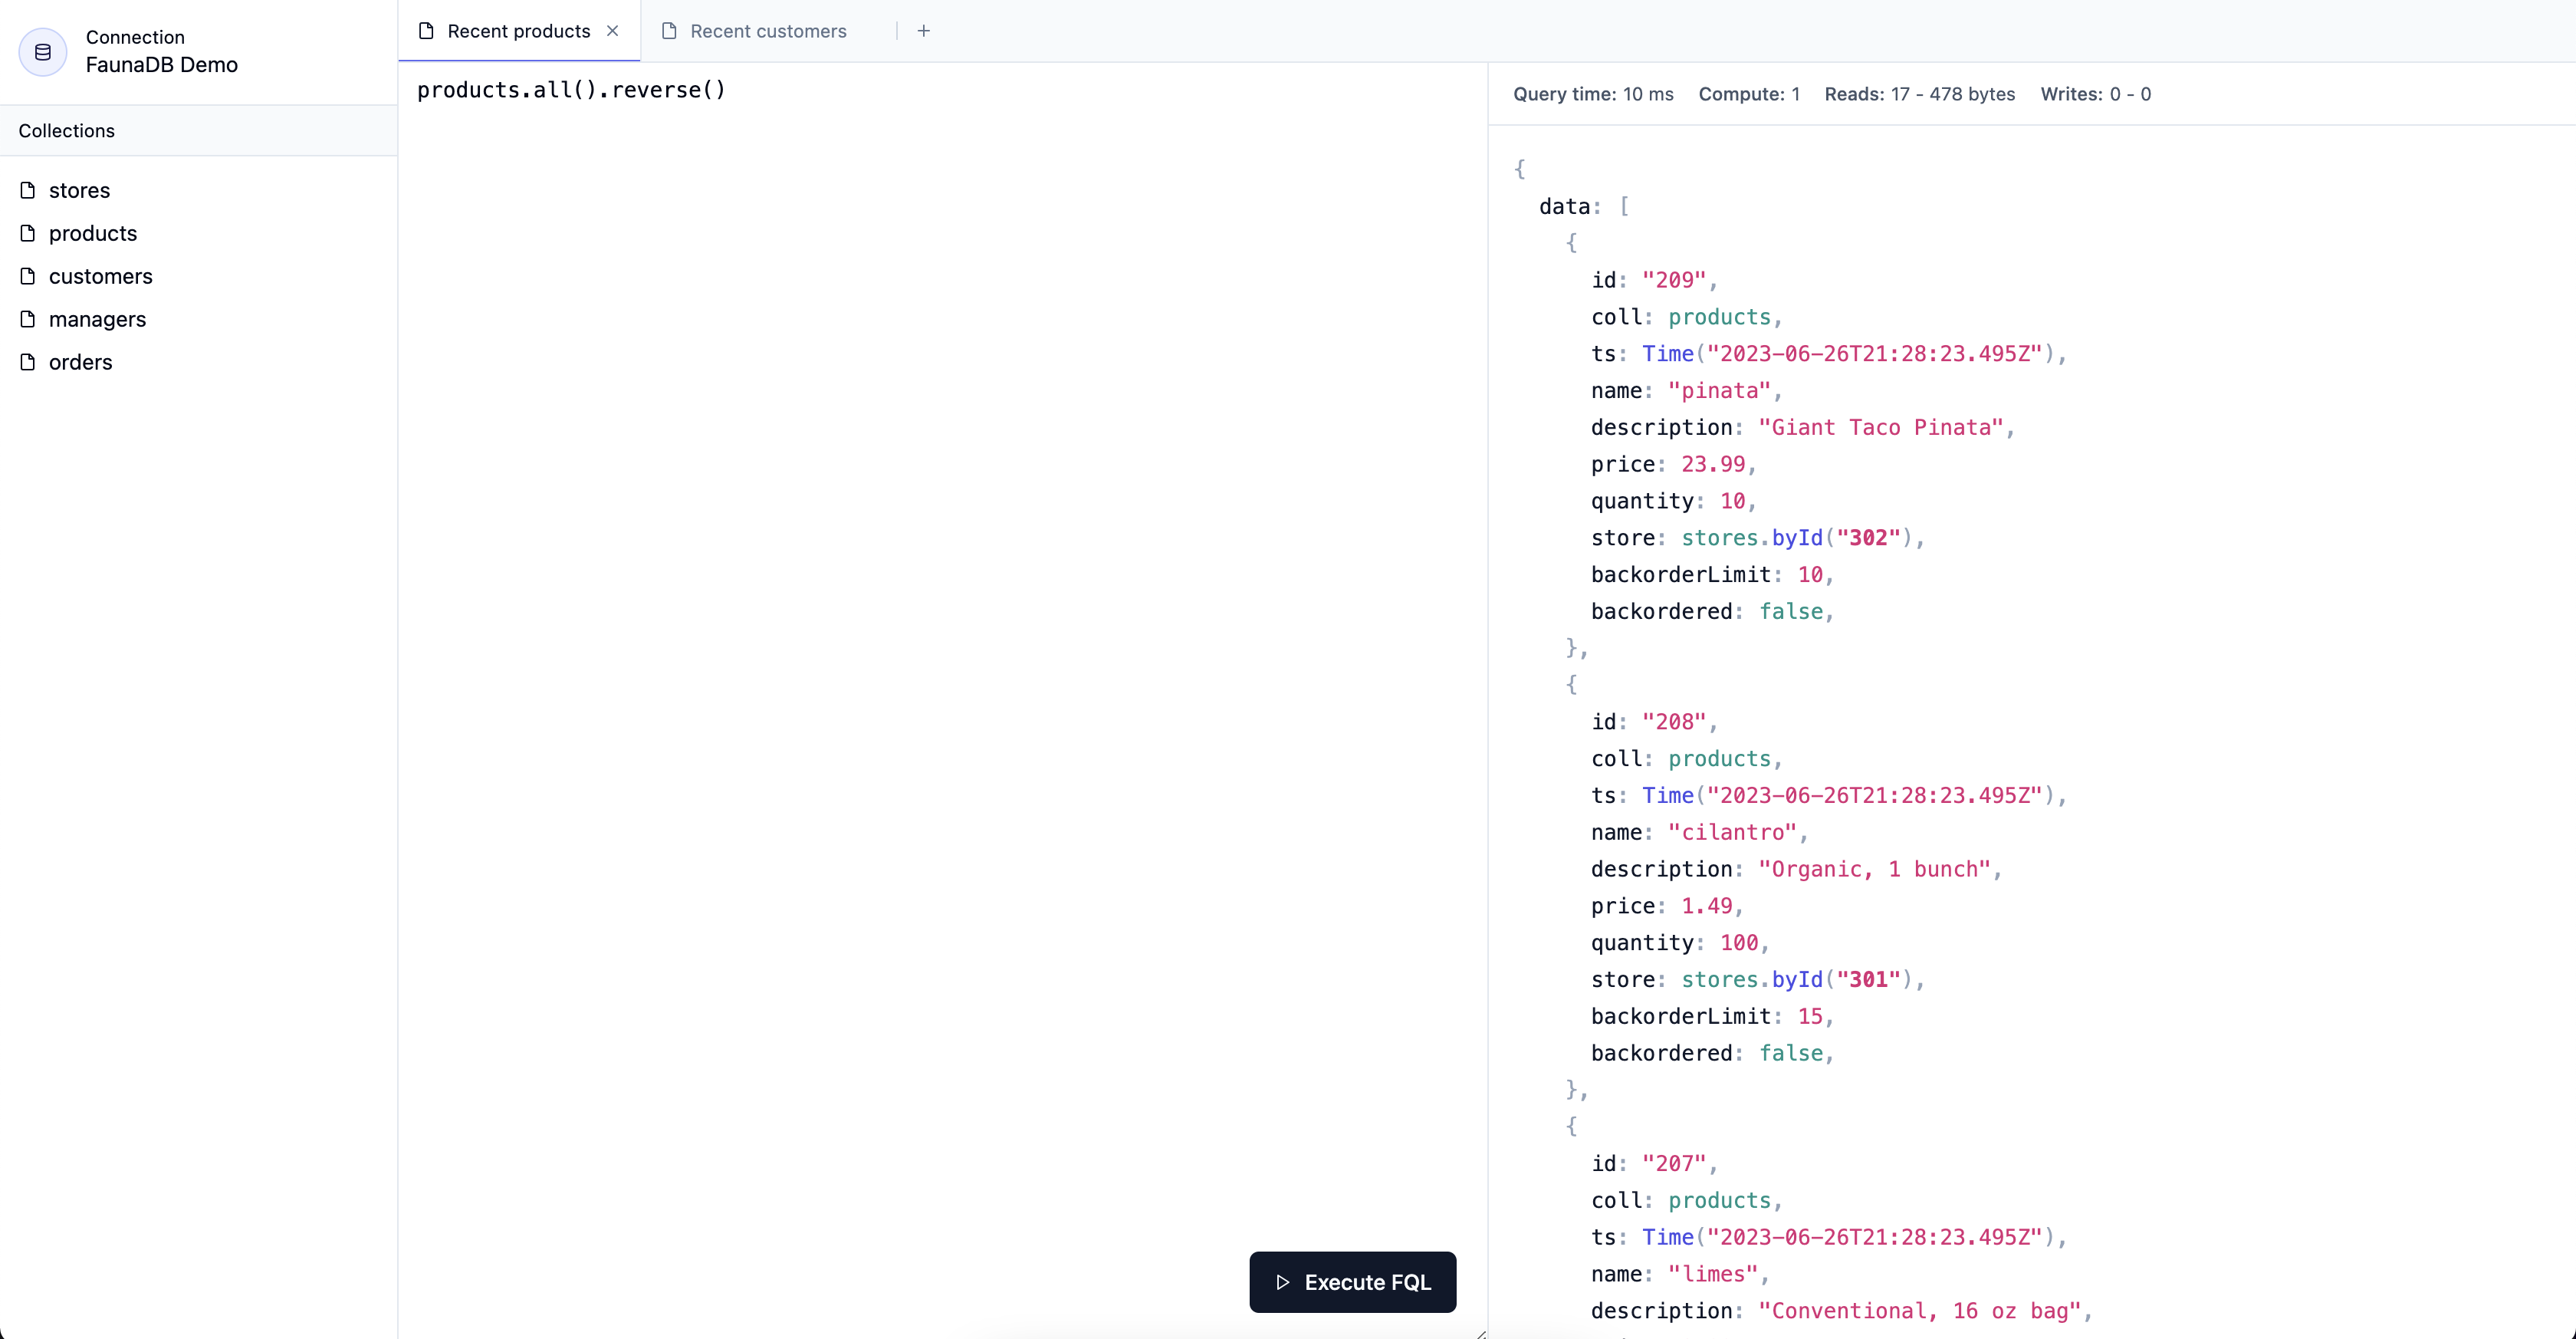 Connection
FaunaDB Demo
Collections
stores
products
customers
managers
orders
Recent products
Recent customers
products.all().reverse()
Execute FQL
Query time: 10 ms Compute: 1 Reads: 17 - 478 bytes Writes: 0 - 0
{
data: [
{
id: "209",
coll: products,
ts: Time("2023-06-26T21:28:23.495Z"),
name: "pinata",
description: "Giant Taco Pinata",
price: 23.99,
quantity: 10,
store: stores.byId("302"),
backorderLimit: 10,
backordered: false,
},
{
id: "208",
coll: products,
ts: Time("2023-06-26T21:28:23.495Z"),
name: "cilantro",
description: "Organic, 1 bunch",
price: 1.49,
quantity: 100,
store: stores.byId("301"),
backorderLimit: 15,
backordered: false,
},
{
id: "207",
coll: products,
ts: Time("2023-06-26T21:28:23.495Z"),
name: "limes",
description: "Conventional, 16 oz bag",